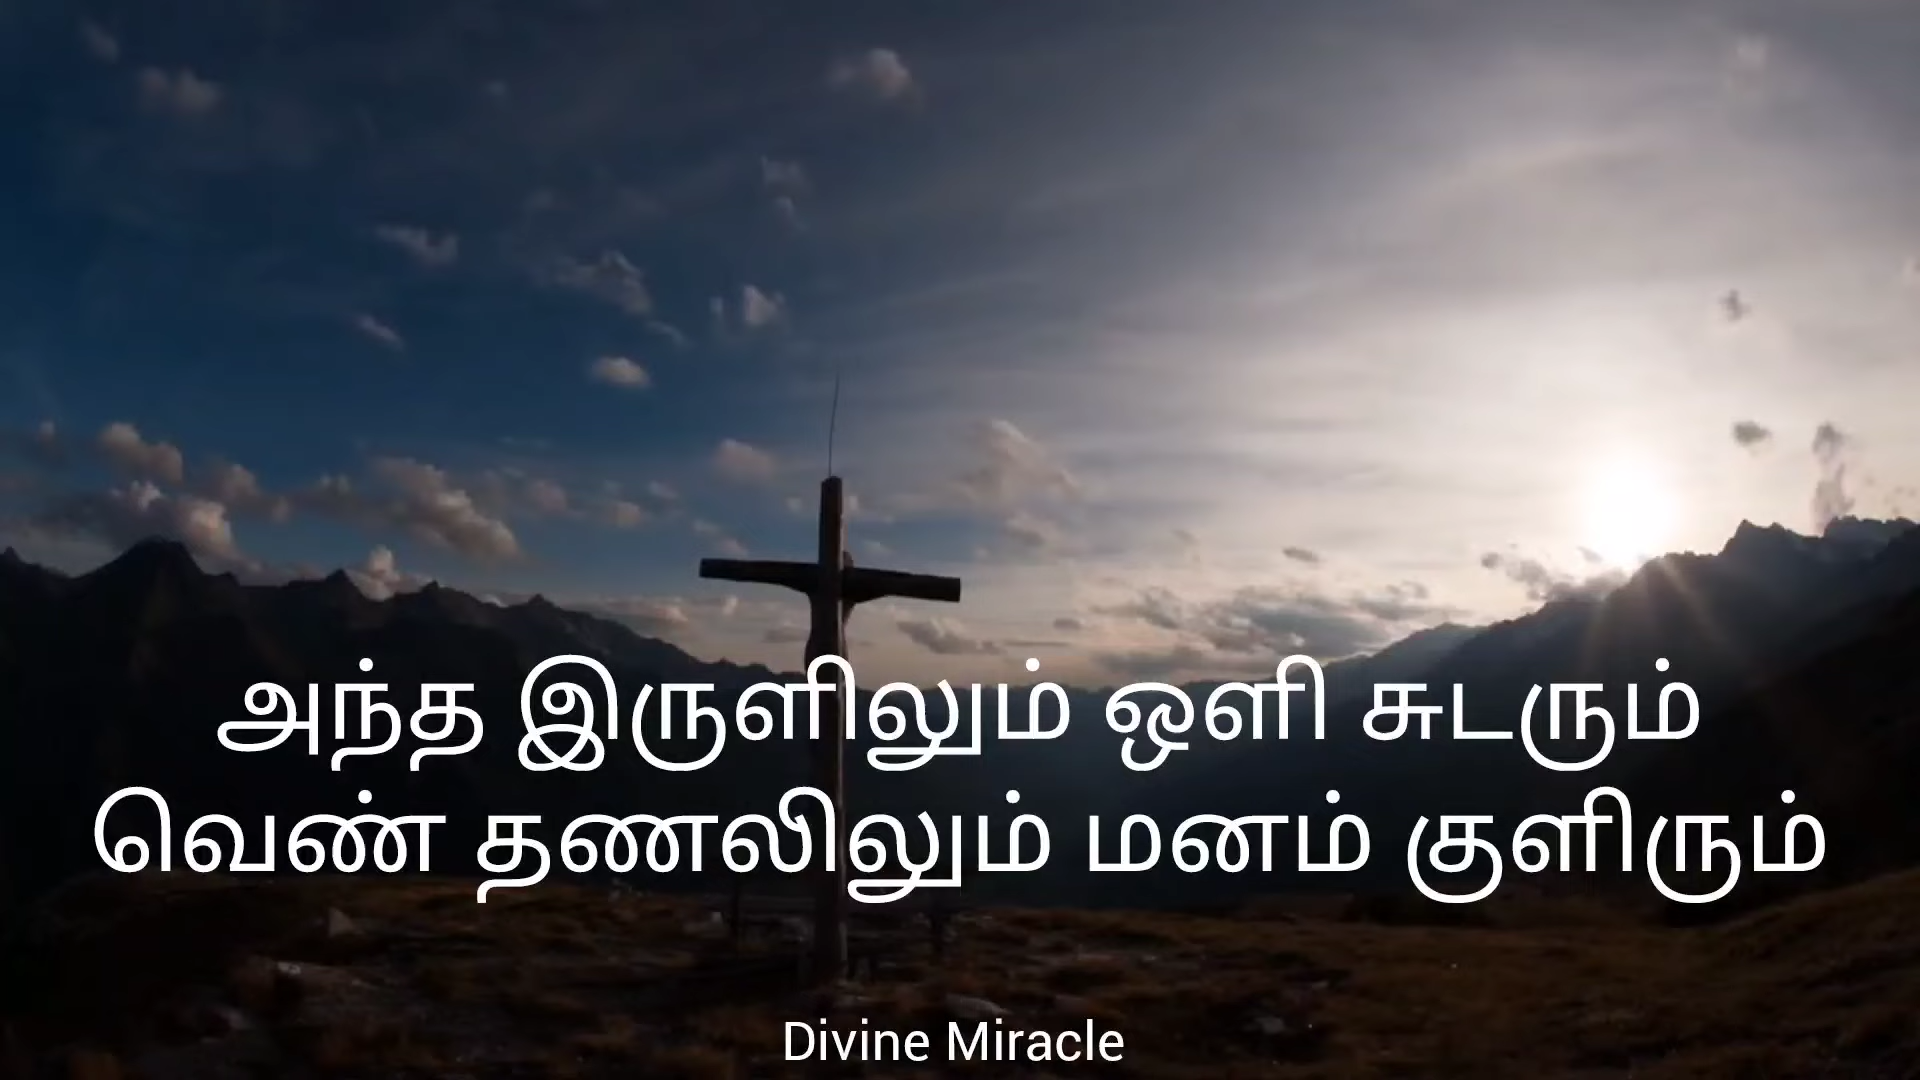 அந்த இருளிலும் ஒளி சுடரும்
வெண் தணலிலும் மனம் குளிரும்
Divine Miracle